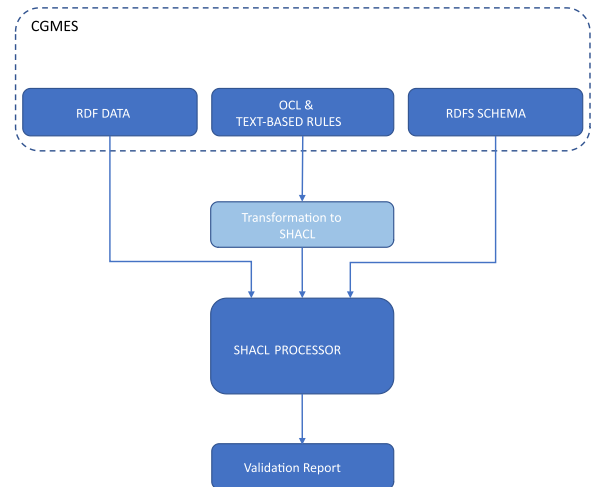 CGMES
RDF DATA
OCL &
TEXT-BASED RULES
RDFS SCHEMA
Transformation to
SHACL
SHACL PROCESSOR
Validation Report